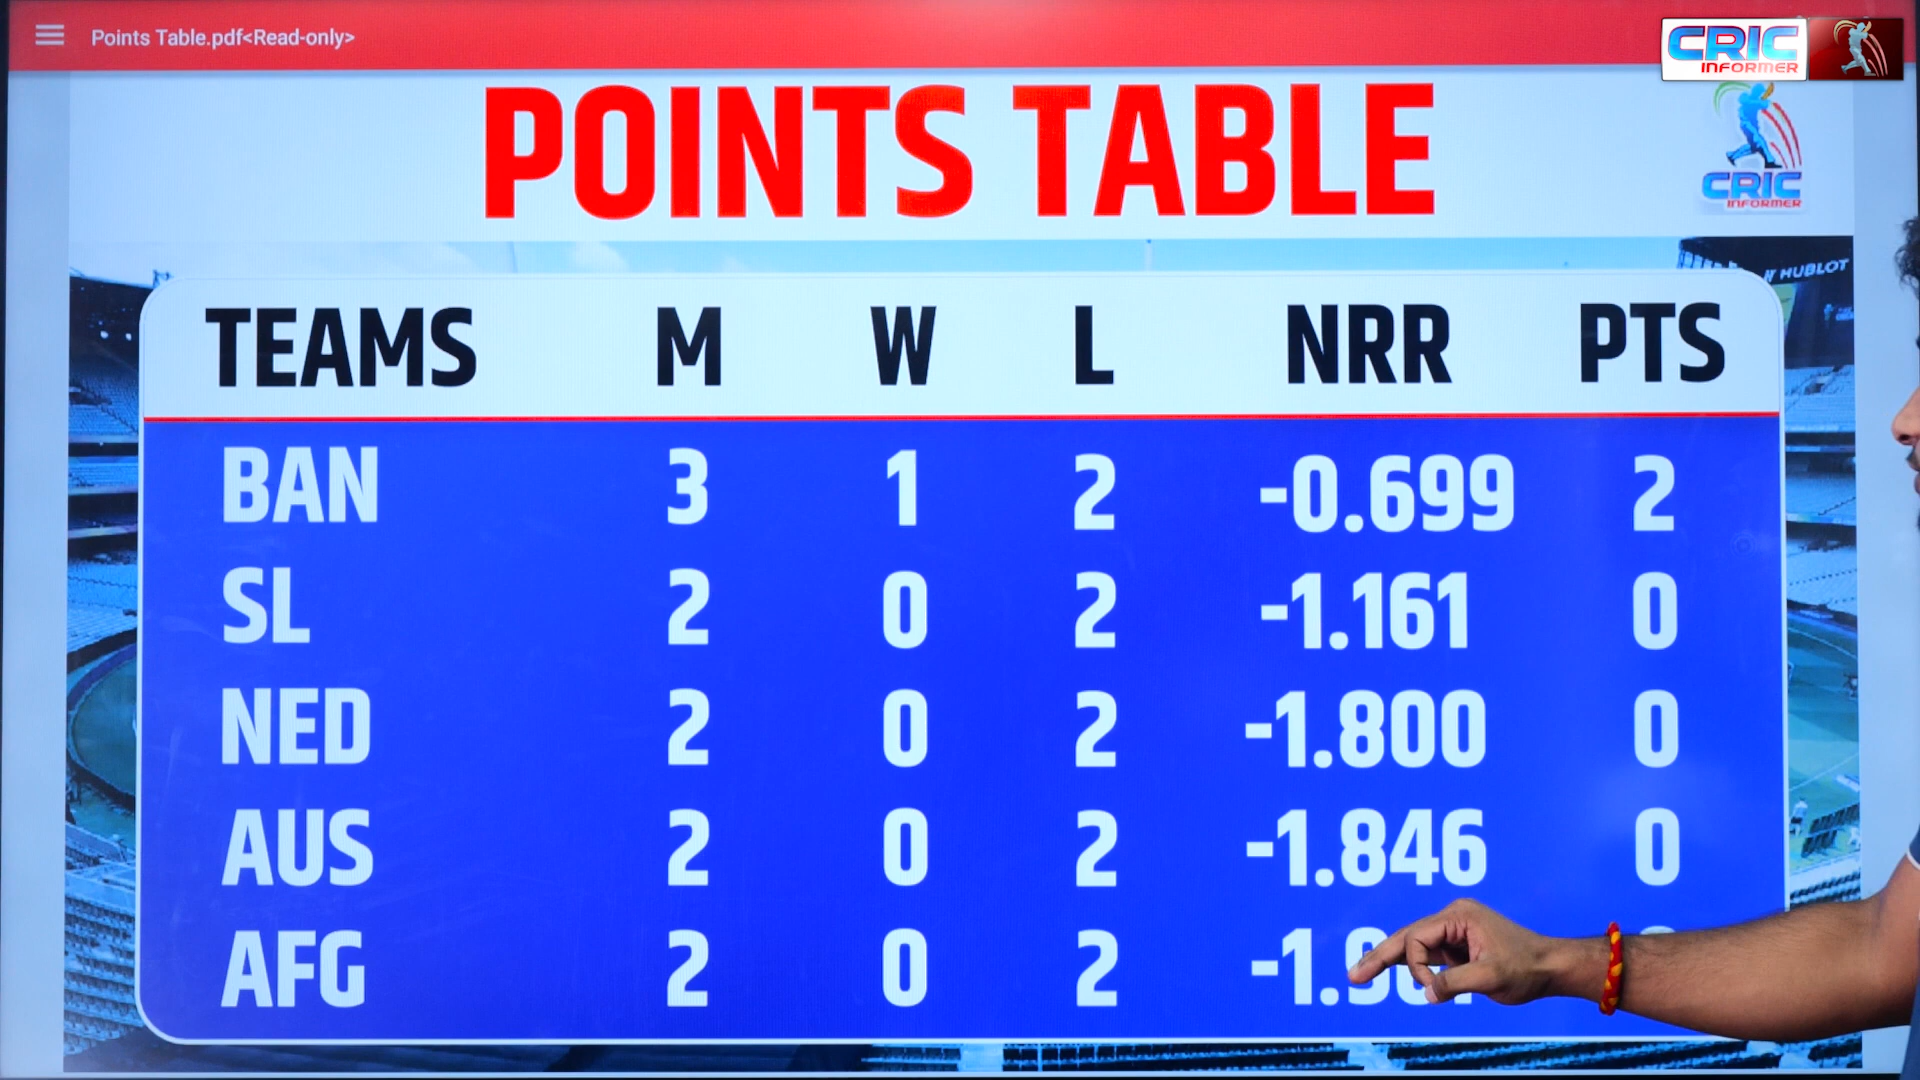 Points Table.pdf<Read-only>
CRIC
INFORMER
POINTS TABLE
CRIC
INFORMER
HUBLOT
TEAMS M W L NRR PTS
BAN 3 1 2 -0.699 2
SL 2 0 2 -1.161 0
NED 2 0 2 -1.800 0
AUS 2 0 2 -1.846 0
AFG 2 0 2